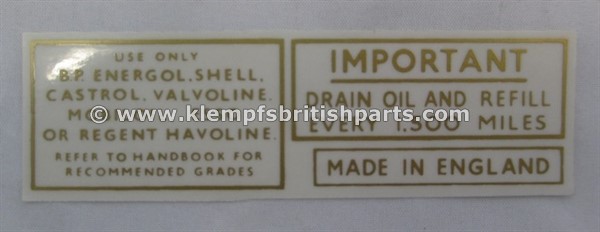 USE ONLY
B.P. ENERGOL. SHELL.
CASTROL. VALVOLINE.
OR REGENT HAVOLINE.
REFER TO HANDBOOK FOR
RECOMMENDED GRADES
IMPORTANT
DRAIN OIL AND REFILL
EVERY 1.500 MILES
MADE IN ENGLAND
© www.klempfsbritishparts.com